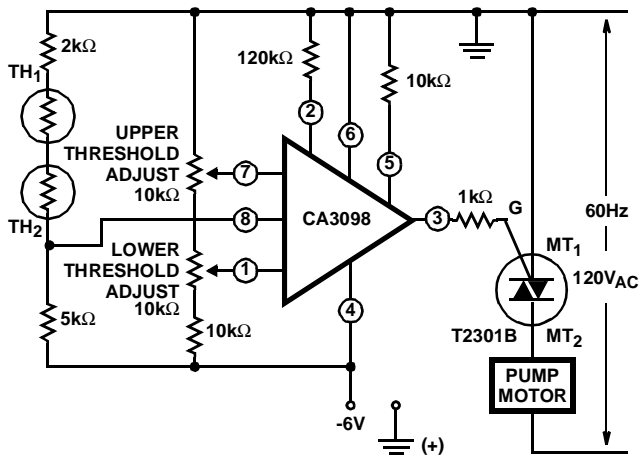 2kΩ
TH1
TH2
5kΩ
UPPER
THRESHOLD
ADJUST
10kΩ
LOWER
THRESHOLD
ADJUST
10kΩ
10kΩ
120kΩ
10kΩ
2
6
5
7
8
1
CA3098
3
4
1kΩ
G
MT1
MT2
T2301B
PUMP
MOTOR
60Hz
120VAC
-6V
(+)